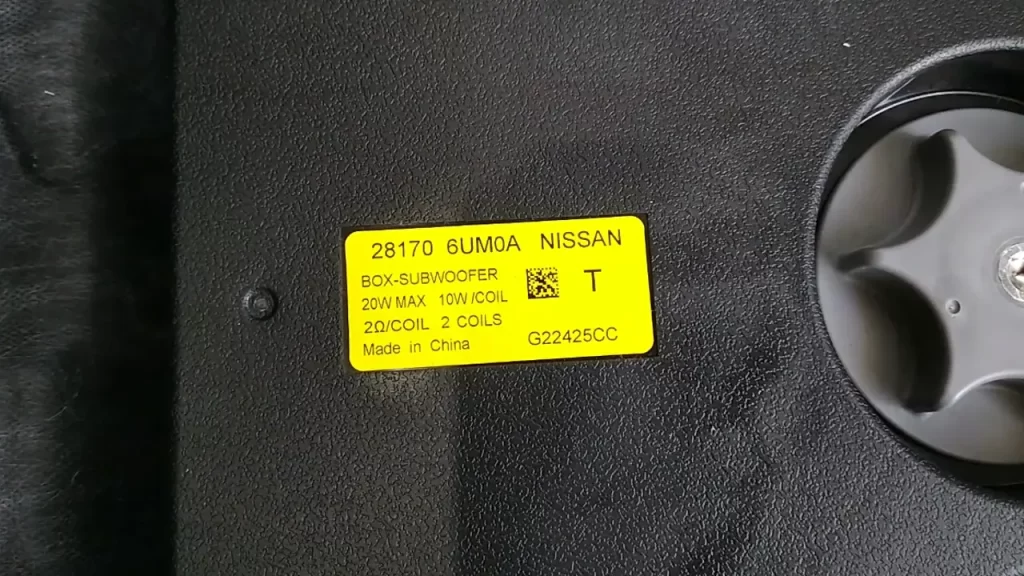 28170 6UM0A NISSAN
BOX-SUBWOOFER
20W MAX 10W/COIL
T
2Ω/COIL 2 COILS
Made in China
G22425CC